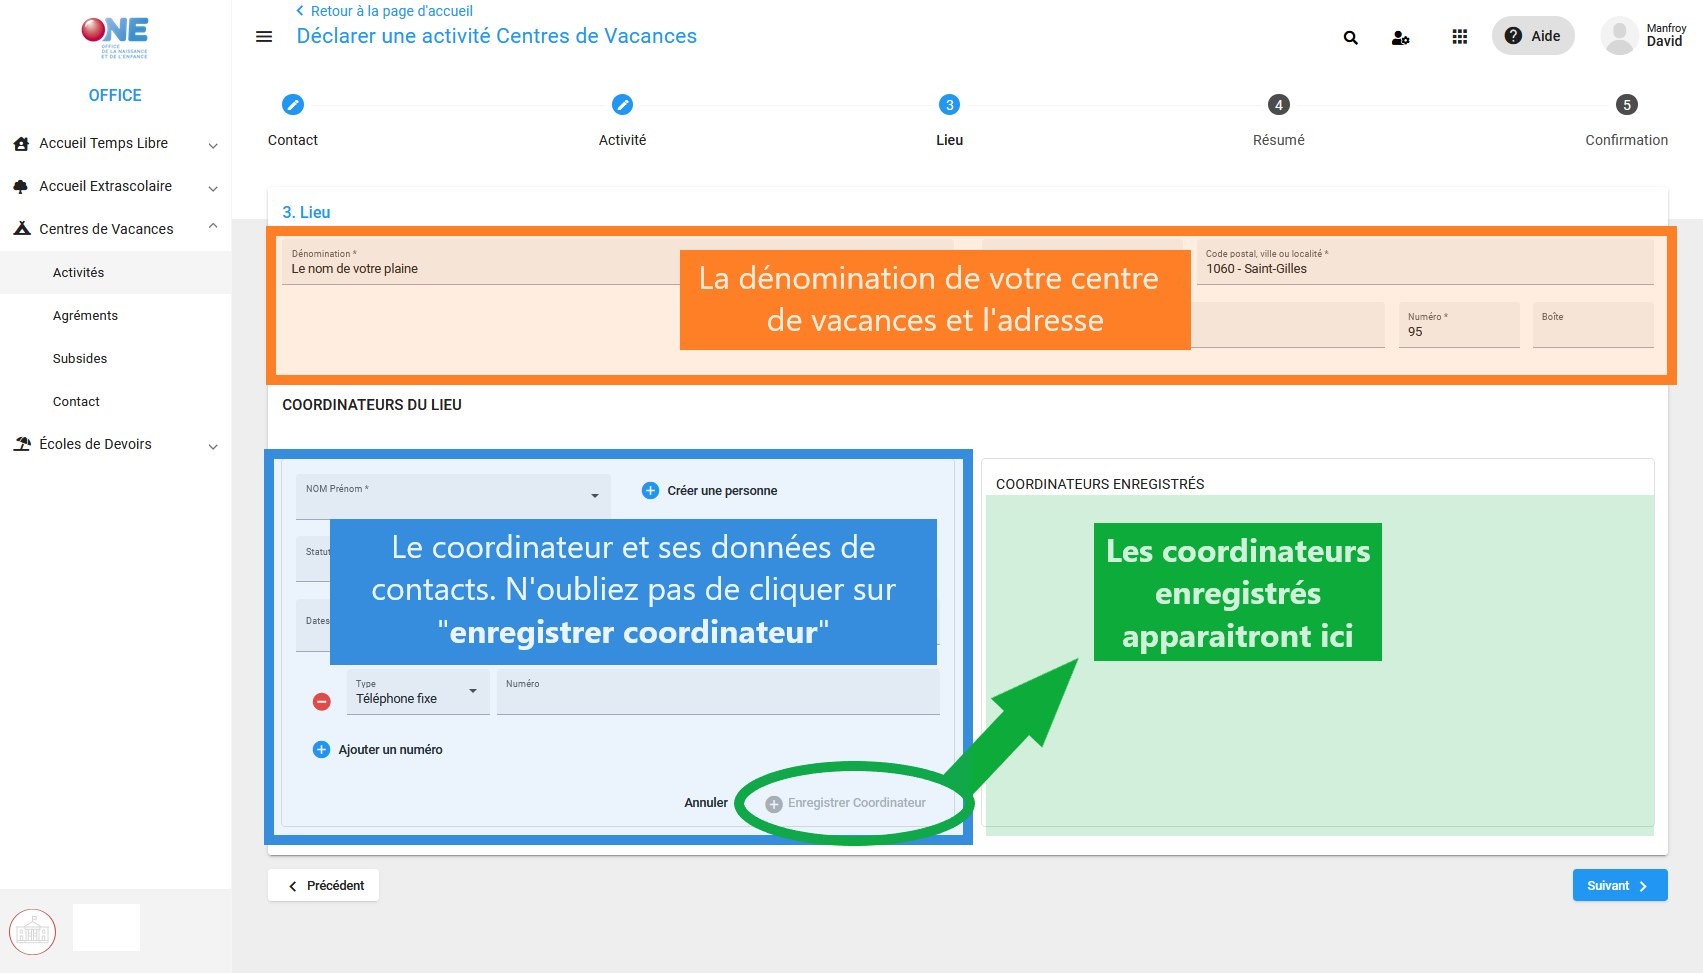 ONE
OFFICE
DE LA NAISSANCE
ET DE L'ENFANCE
OFFICE
Accueil Temps Libre
Accueil Extrascolaire
Centres de Vacances
Activités
Agréments
Subsides
Contact
Écoles de Devoirs
Retour à la page d'accueil
Déclarer une activité Centres de Vacances
Aide
Manfroy
David
Contact
Activité
3
Lieu
4
Résumé
5
Confirmation
3. Lieu
Dénomination *
Le nom de votre plaine
Code postal, ville ou localité *
1060 - Saint-Gilles
La dénomination de votre centre
de vacances et l'adresse
Numéro *
95
Boîte
COORDINATEURS DU LIEU
NOM Prénom *
Créer une personne
Statut
Le coordinateur et ses données de
contacts. N'oubliez pas de cliquer sur
"enregistrer coordinateur"
Dates
Type
Téléphone fixe
Numéro
Ajouter un numéro
Annuler
Enregistrer Coordinateur
COORDINATEURS ENREGISTRÉS
Les coordinateurs
enregistrés
apparaitront ici
Précédent
Suivant